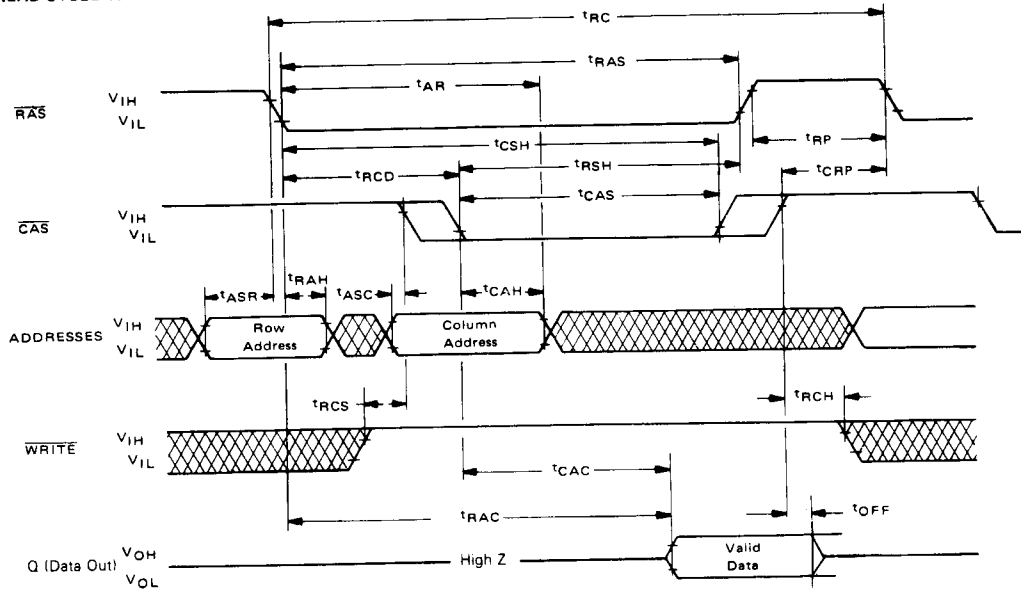 tRC
tRAS
tAR
RAS
VIH
VIL
tRP
tCSH
tRSH
tCRP
tRCD
tCAS
CAS
VIH
VIL
tASR
tRAH
tASC
tCAH
ADDRESSES
VIH
VIL
Row
Address
Column
Address
tRCS
tRCH
WRITE
VIH
VIL
tCAC
tRAC
tOFF
Q (Data Out)
VOH
VOL
High Z
Valid
Data